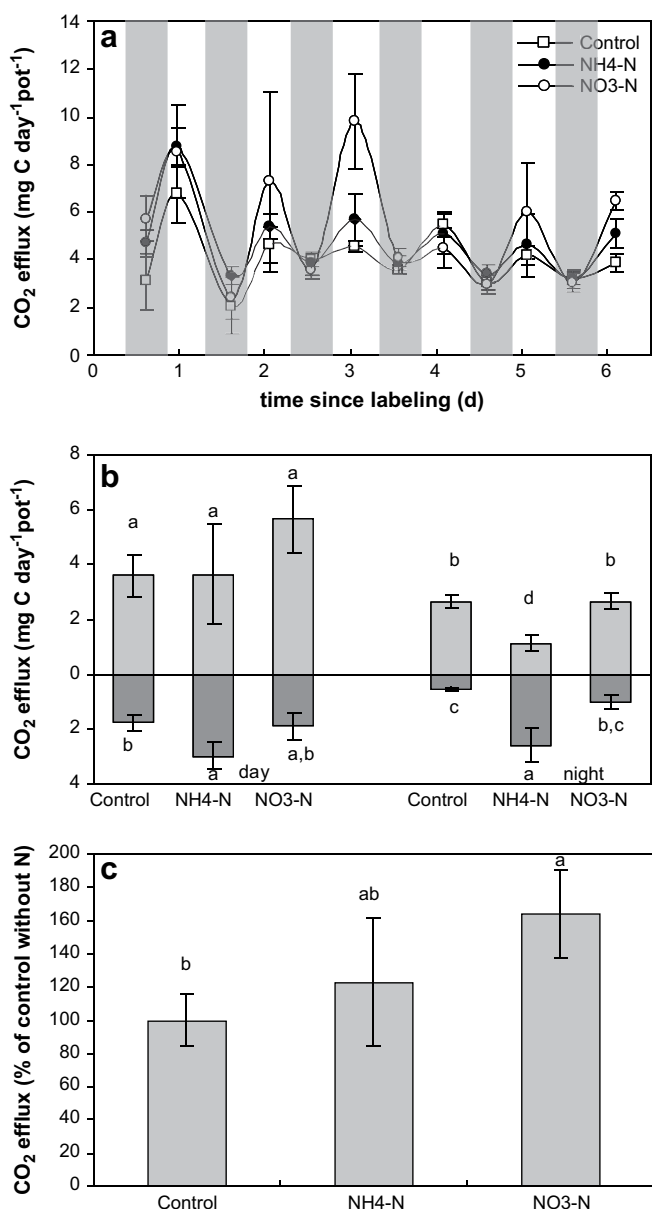 a
14
12
10
8
6
4
2
0
Control
NH4-N
NO3-N
CO₂ efflux (mg C day⁻¹pot⁻¹)
0 1 2 3 4 5 6
time since labeling (d)
b
8
6
4
2
0
2
4
CO₂ efflux (mg C day⁻¹pot⁻¹)
a a a b d b
b a a,b c a b,c
day night
Control NH4-N NO3-N Control NH4-N NO3-N
c
200
180
160
140
120
100
80
60
40
20
0
CO₂ efflux (% of control without N)
b ab a
Control NH4-N NO3-N